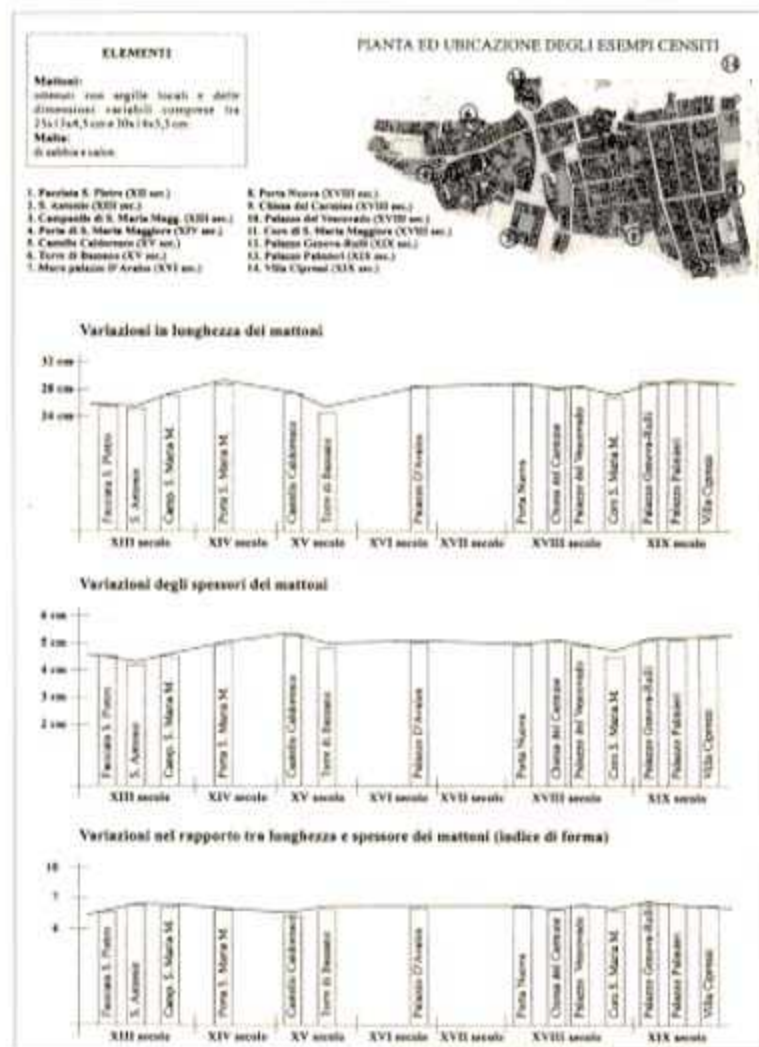 PIANTA ED UBICAZIONE DEGLI ESEMPI CENSITI
ELEMENTI
Mattoni:
ottenuti con argille locali e delle
dimensioni variabili comprese tra
Malta:
di sabbia e calce.
1. Facciata S. Pietro (XII sec.)
2. S. Antonio (XIII sec.)
3. Campanile di S. Maria Magg. (XIII sec.)
4. Porta di S. Maria Maggiore (XIV sec.)
5. Castello Caldoresco (XV sec.)
6. Torre di Bassano (XV sec.)
7. Muro palazzo D'Avalos (XVI sec.)
8. Porta Nuova (XVIII sec.)
9. Chiesa del Carmine (XVIII sec.)
10. Palazzo del Vescovado (XVIII sec.)
11. Coro di S. Maria Maggiore (XVIII sec.)
12. Palazzo Genova-Rulli (XIX sec.)
13. Palazzo Palmieri (XIX sec.)
14. Villa Cipressi (XIX sec.)
14
Variazioni in lunghezza dei mattoni
32 cm
28 cm
24 cm
Facciata S. Pietro
S. Antonio
Camp. S. Maria M.
Porta S. Maria M.
Castello Caldoresco
Torre di Bassano
Palazzo D'Avalos
Porta Nuova
Chiesa del Carmine
Palazzo del Vescovado
Coro S. Maria M.
Palazzo Genova-Rulli
Palazzo Palmieri
Villa Cipressi
XIII secolo XIV secolo XV secolo XVI secolo XVII secolo XVIII secolo XIX secolo
Variazioni degli spessori dei mattoni
6 cm
5 cm
4 cm
3 cm
2 cm
Facciata S. Pietro
S. Antonio
Camp. S. Maria M.
Porta S. Maria M.
Castello Caldoresco
Torre di Bassano
Palazzo D'Avalos
Porta Nuova
Chiesa del Carmine
Palazzo del Vescovado
Coro S. Maria M.
Palazzo Genova-Rulli
Palazzo Palmieri
Villa Cipressi
XIII secolo XIV secolo XV secolo XVI secolo XVII secolo XVIII secolo XIX secolo
Variazioni nel rapporto tra lunghezza e spessore dei mattoni (indice di forma)
10
7
4
Facciata S. Pietro
S. Antonio
Camp. S. Maria M.
Porta S. Maria M.
Castello Caldoresco
Torre di Bassano
Palazzo D'Avalos
Porta Nuova
Chiesa del Carmine
Palazzo Vescovado
Coro S. Maria M.
Palazzo Genova-Rulli
Palazzo Palmieri
Villa Cipressi
XIII secolo XIV secolo XV secolo XVI secolo XVII secolo XVIII secolo XIX secolo